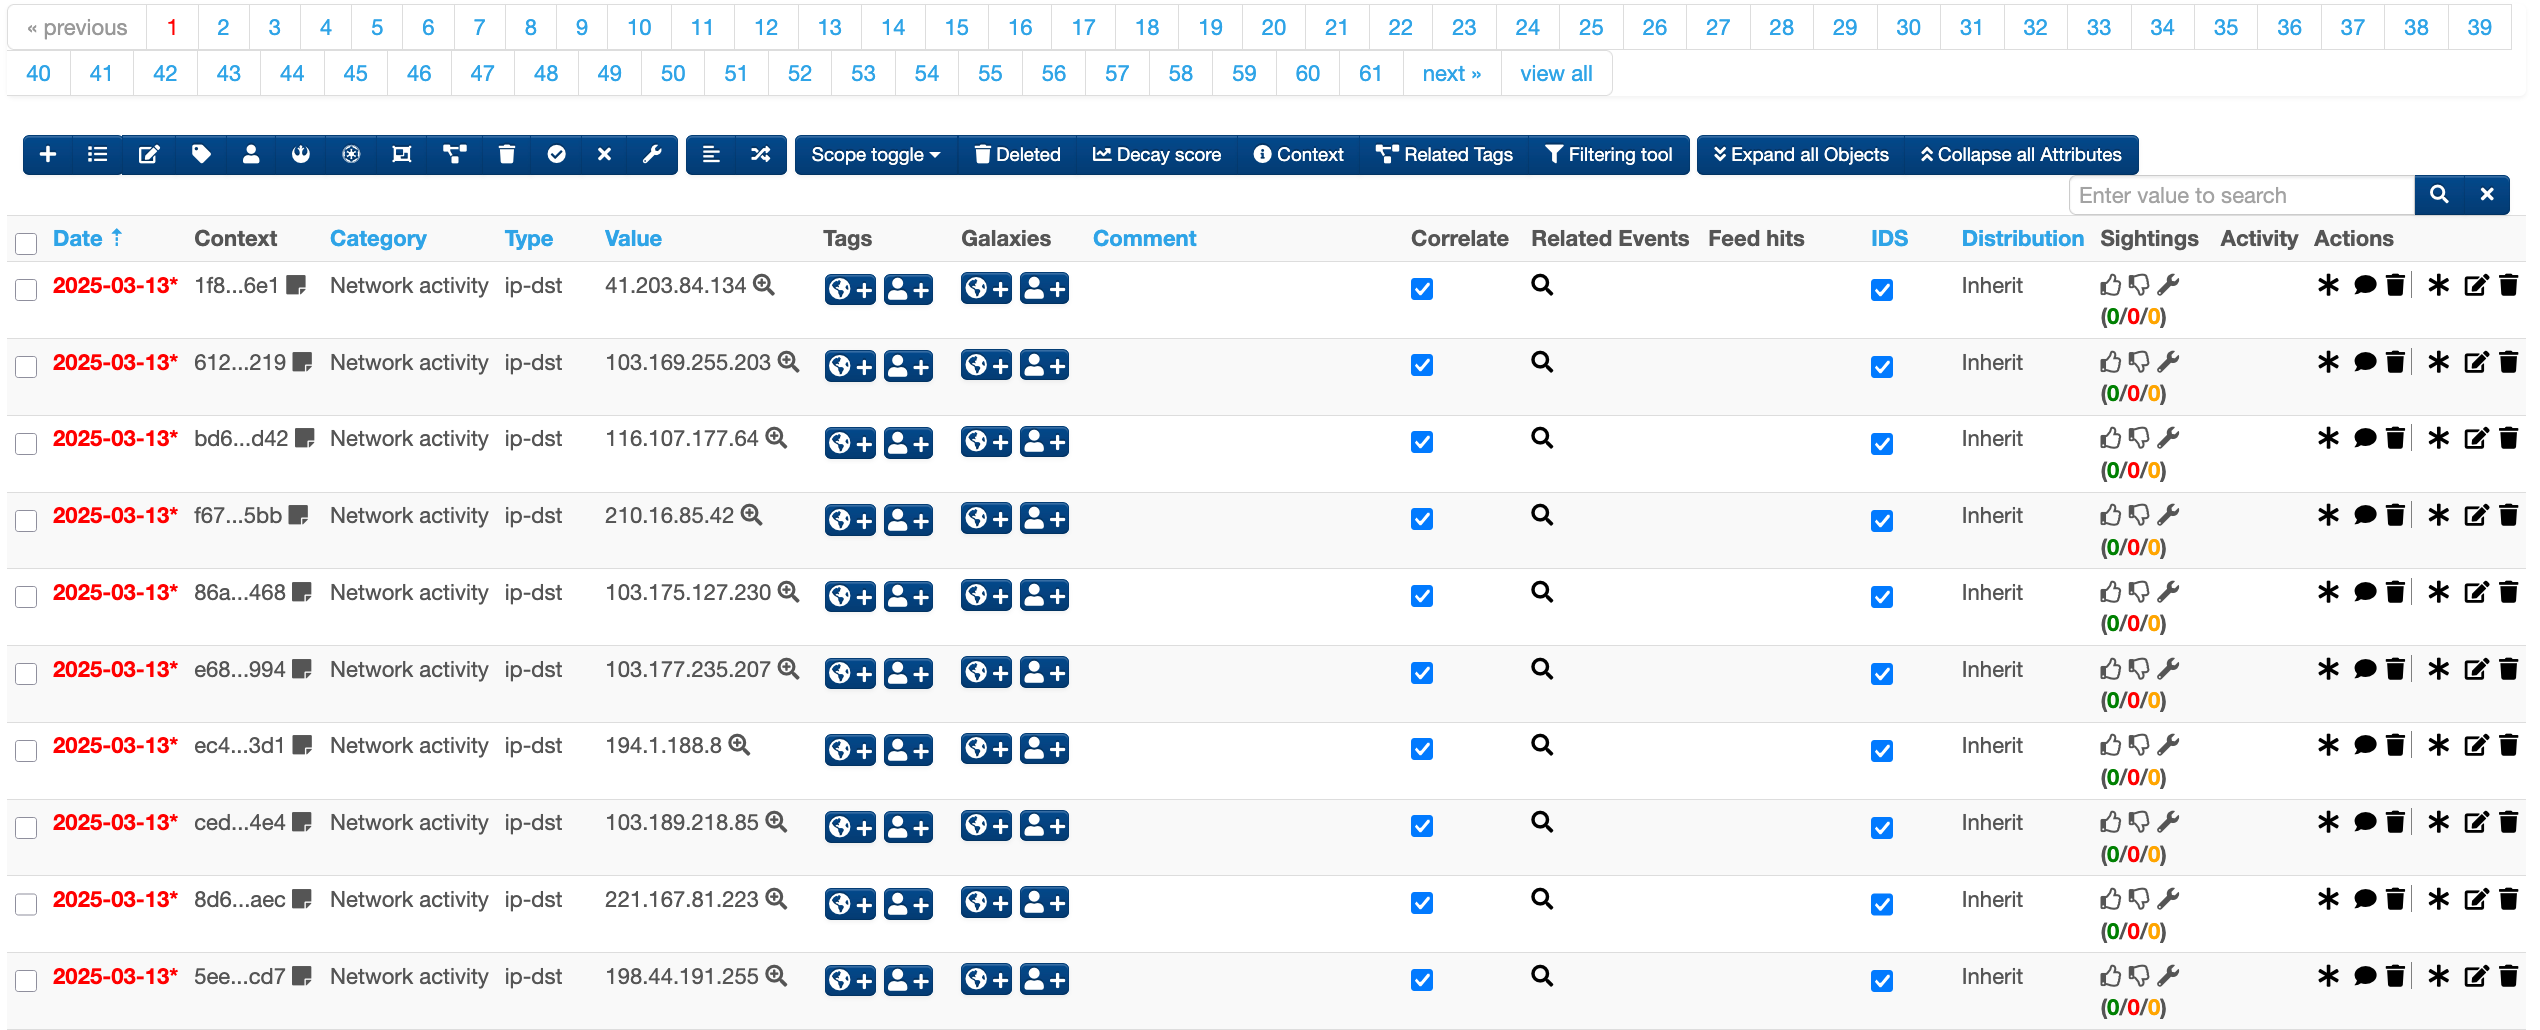 « previous 1 2 3 4 5 6 7 8 9 10 11 12 13 14 15 16 17 18 19 20 21 22 23 24 25 26 27 28 29 30 31 32 33 34 35 36 37 38 39
40 41 42 43 44 45 46 47 48 49 50 51 52 53 54 55 56 57 58 59 60 61 next » view all
Scope toggle Deleted Decay score Context Related Tags Filtering tool Expand all Objects Collapse all Attributes
Enter value to search
Date ↑ Context Category Type Value Tags Galaxies Comment Correlate Related Events Feed hits IDS Distribution Sightings Activity Actions
2025-03-13* 1f8...6e1 Network activity ip-dst 41.203.84.134 Inherit
(0/0/0)
2025-03-13* 612...219 Network activity ip-dst 103.169.255.203 Inherit
(0/0/0)
2025-03-13* bd6...d42 Network activity ip-dst 116.107.177.64 Inherit
(0/0/0)
2025-03-13* f67...5bb Network activity ip-dst 210.16.85.42 Inherit
(0/0/0)
2025-03-13* 86a...468 Network activity ip-dst 103.175.127.230 Inherit
(0/0/0)
2025-03-13* e68...994 Network activity ip-dst 103.177.235.207 Inherit
(0/0/0)
2025-03-13* ec4...3d1 Network activity ip-dst 194.1.188.8 Inherit
(0/0/0)
2025-03-13* ced...4e4 Network activity ip-dst 103.189.218.85 Inherit
(0/0/0)
2025-03-13* 8d6...aec Network activity ip-dst 221.167.81.223 Inherit
(0/0/0)
2025-03-13* 5ee...cd7 Network activity ip-dst 198.44.191.255 Inherit
(0/0/0)